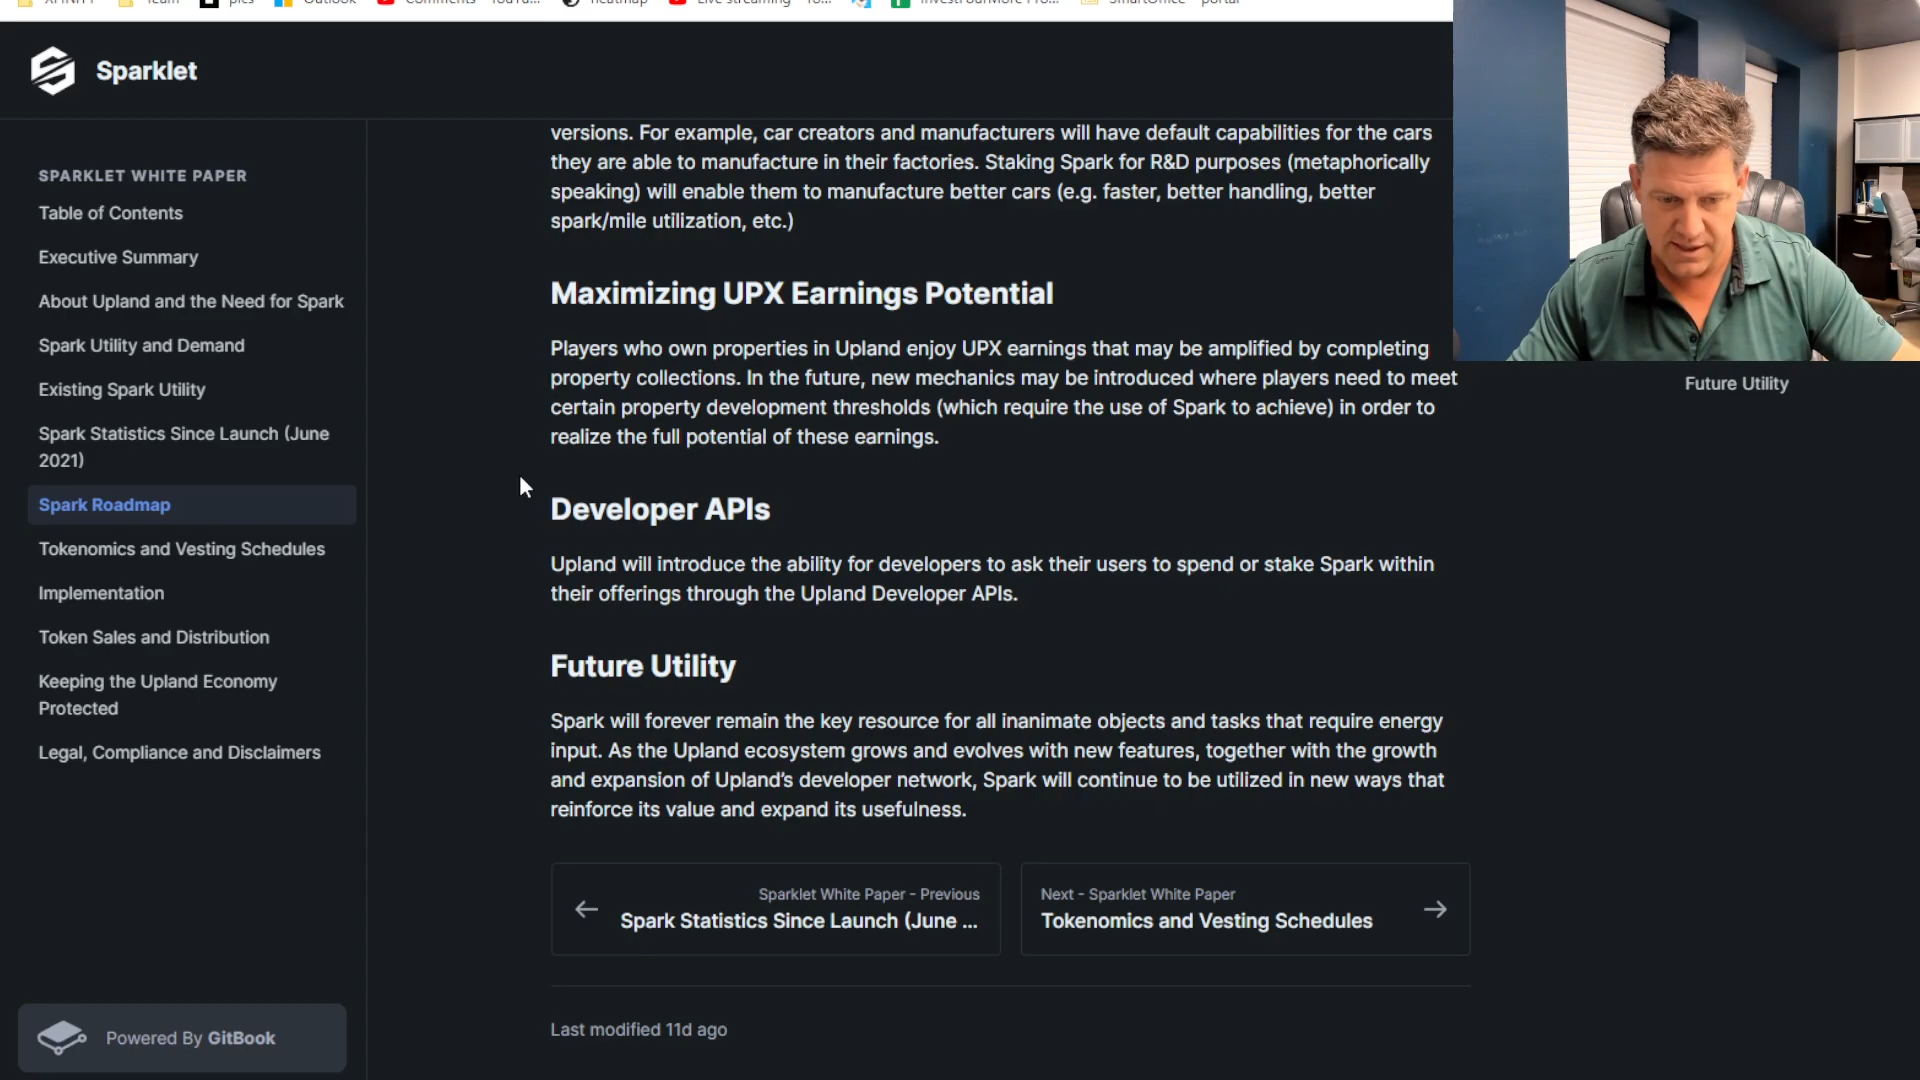 pics
Outlook
Comments - YouTu...
heatmap
Live streaming - Yo...
InvestFourMore Pro...
SmartOffice - portal
Sparklet
SPARKLET WHITE PAPER
Table of Contents
Executive Summary
About Upland and the Need for Spark
Spark Utility and Demand
Existing Spark Utility
Spark Statistics Since Launch (June
2021)
Spark Roadmap
Tokenomics and Vesting Schedules
Implementation
Token Sales and Distribution
Keeping the Upland Economy
Protected
Legal, Compliance and Disclaimers
Powered By GitBook
versions. For example, car creators and manufacturers will have default capabilities for the cars
they are able to manufacture in their factories. Staking Spark for R&D purposes (metaphorically
speaking) will enable them to manufacture better cars (e.g. faster, better handling, better
spark/mile utilization, etc.)
Maximizing UPX Earnings Potential
Players who own properties in Upland enjoy UPX earnings that may be amplified by completing
property collections. In the future, new mechanics may be introduced where players need to meet
certain property development thresholds (which require the use of Spark to achieve) in order to
realize the full potential of these earnings.
Developer APIs
Upland will introduce the ability for developers to ask their users to spend or stake Spark within
their offerings through the Upland Developer APIs.
Future Utility
Spark will forever remain the key resource for all inanimate objects and tasks that require energy
input. As the Upland ecosystem grows and evolves with new features, together with the growth
and expansion of Upland’s developer network, Spark will continue to be utilized in new ways that
reinforce its value and expand its usefulness.
Sparklet White Paper - Previous
Spark Statistics Since Launch (June ...
Next - Sparklet White Paper
Tokenomics and Vesting Schedules
Last modified 11d ago
Future Utility